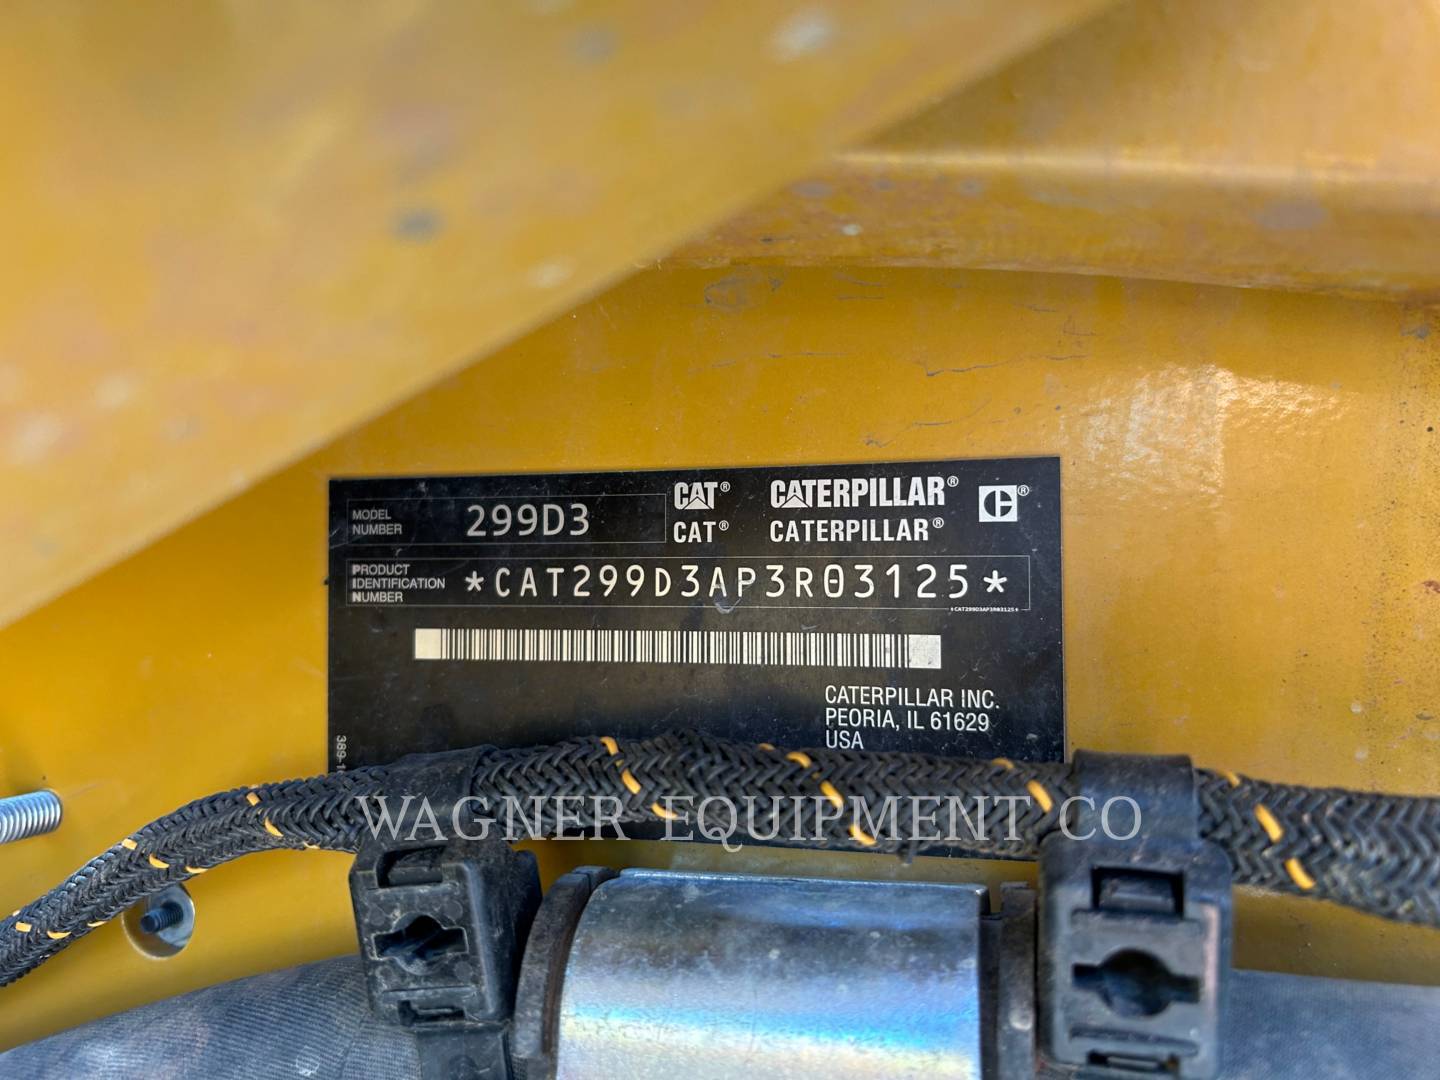 MODEL NUMBER 299D3
CAT® CATERPILLAR® C®
CAT® CATERPILLAR®
PRODUCT IDENTIFICATION NUMBER *CAT299D3AP3R03125*
*CAT299D3AP3R03125*
CATERPILLAR INC.
PEORIA, IL 61629
USA
WAGNER EQUIPMENT CO